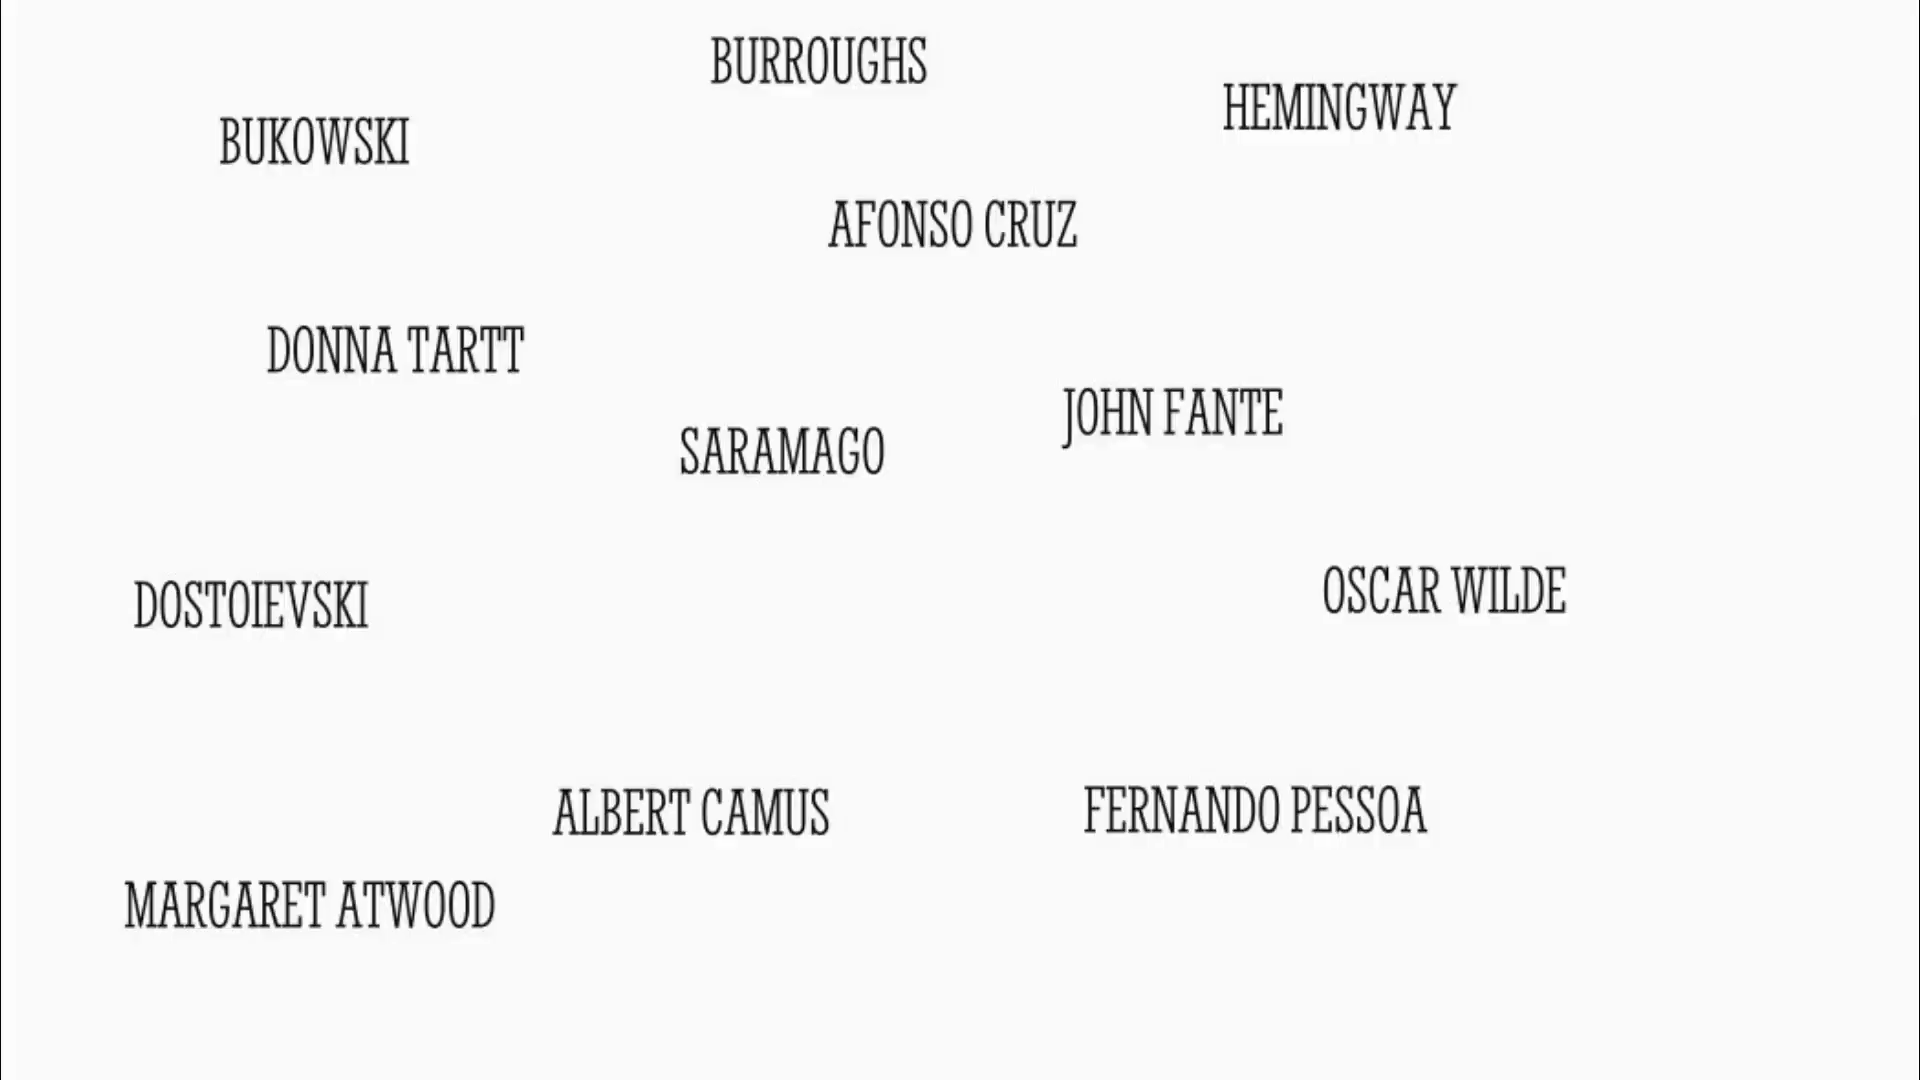 BURROUGHS
HEMINGWAY
BUKOWSKI
AFONSO CRUZ
DONNA TARTT
JOHN FANTE
SARAMAGO
OSCAR WILDE
DOSTOIEVSKI
FERNANDO PESSOA
ALBERT CAMUS
MARGARET ATWOOD